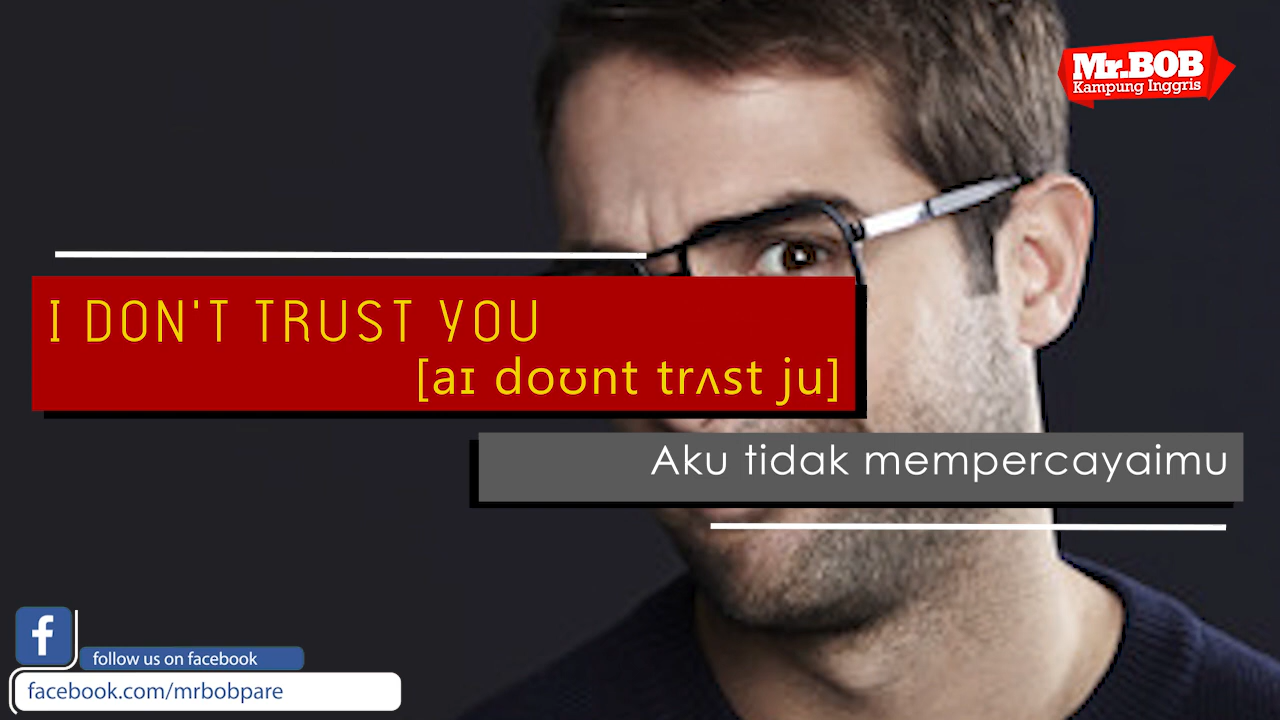 Mr.BOB
Kampung Inggris
I DON'T TRUST YOU
[aɪ doʊnt trʌst ju]
Aku tidak mempercayaimu
f
follow us on facebook
facebook.com/mrbobpare